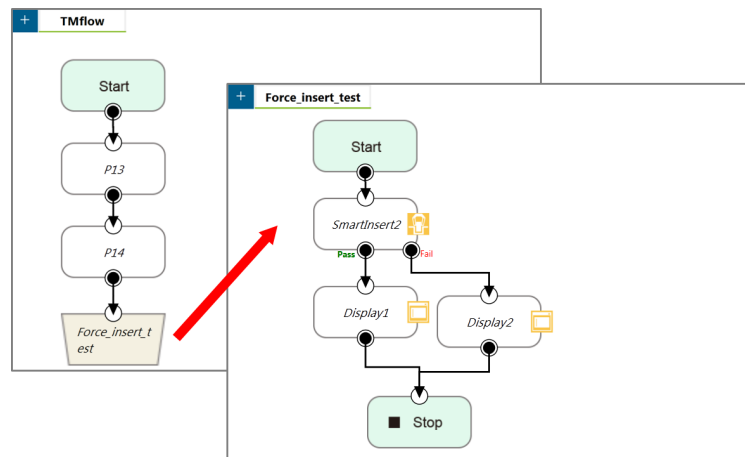 + TMflow
Start
P13
P14
Force_insert_t
est
+ Force_insert_test
Start
SmartInsert2
Pass
Fail
Display1
Display2
Stop